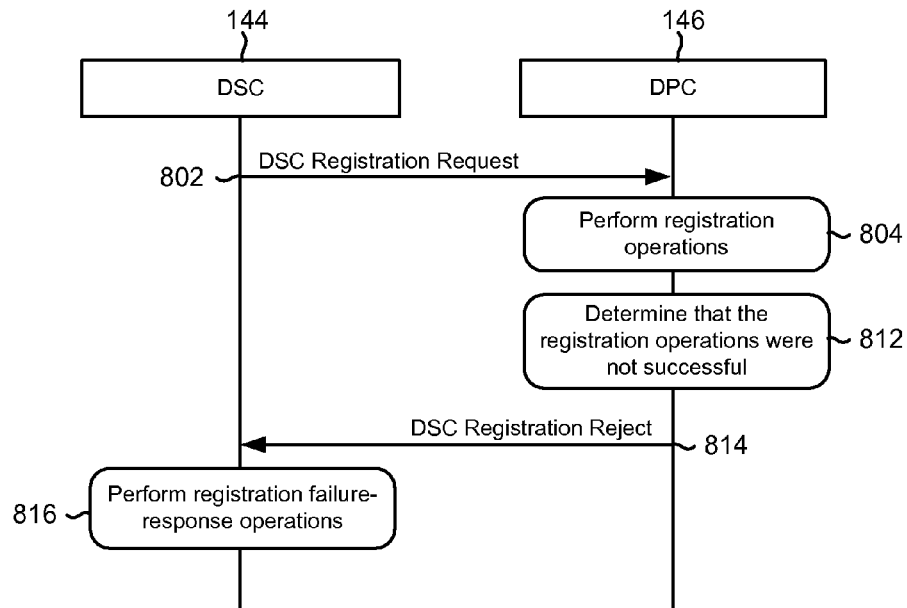 144
146
DSC
DPC
DSC Registration Request
802
Perform registration
operations
804
Determine that the
registration operations were
not successful
812
DSC Registration Reject
814
Perform registration failure-
response operations
816